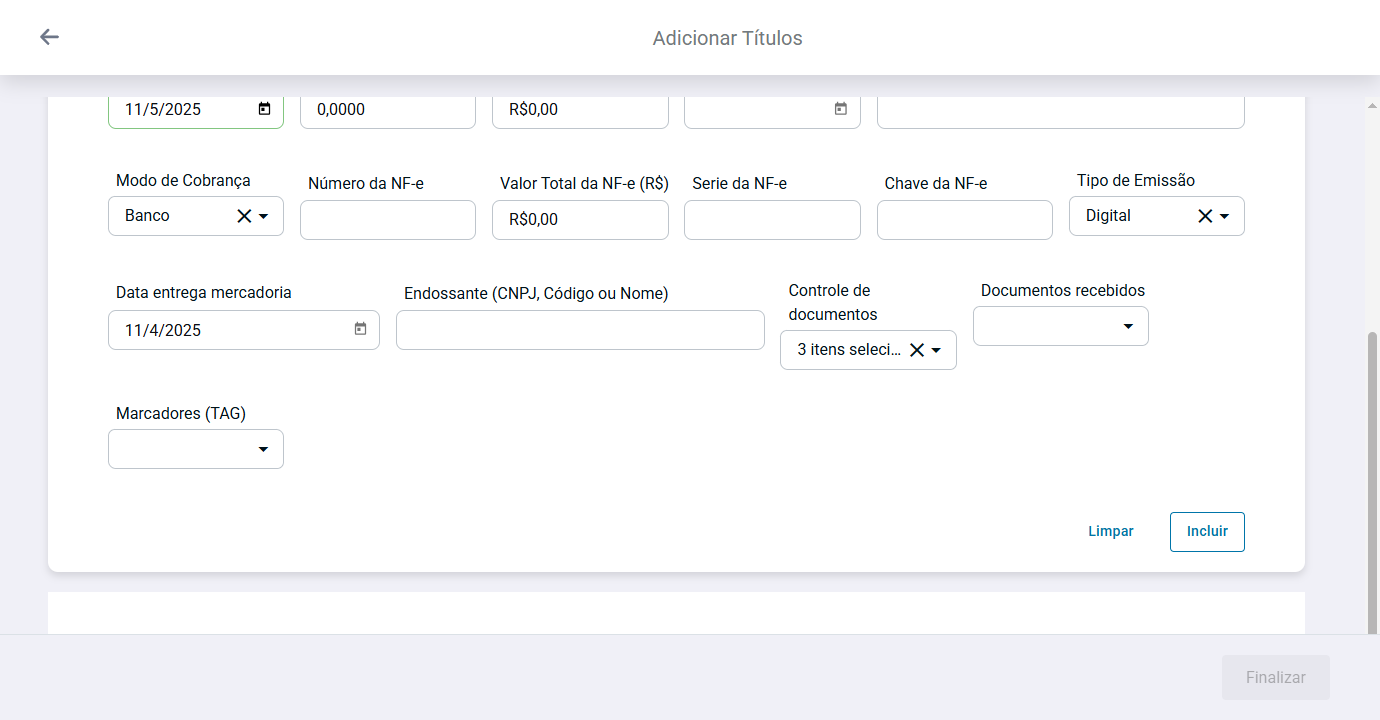 Adicionar Títulos
11/5/2025 0,0000 R$0,00
Modo de Cobrança Número da NF-e Valor Total da NF-e (R$) Serie da NF-e Chave da NF-e Tipo de Emissão
Banco R$0,00 Digital
Data entrega mercadoria Endossante (CNPJ, Código ou Nome) Controle de documentos Documentos recebidos
11/4/2025 3 itens seleci...
Marcadores (TAG)
Limpar Incluir
Finalizar